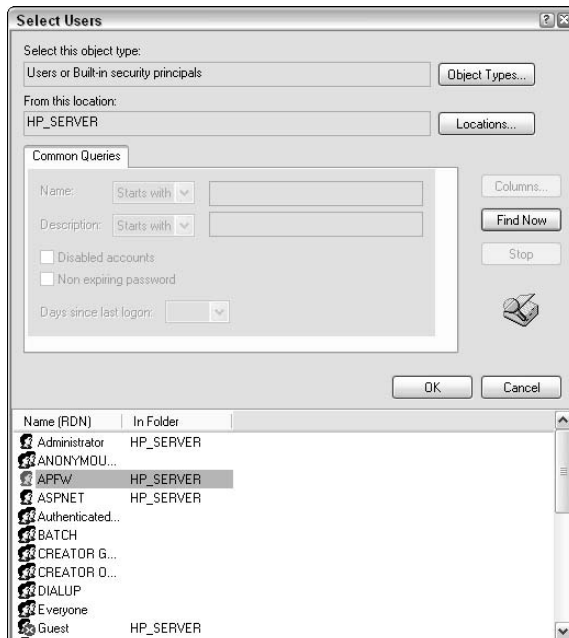 Select Users
Select this object type:
Users or Built-in security principals
Object Types...
From this location:
HP_SERVER
Locations...
Common Queries
Name: Starts with
Description: Starts with
Disabled accounts
Non expiring password
Days since last logon:
Columns...
Find Now
Stop
OK Cancel
Name (RDN) In Folder
Administrator HP_SERVER
ANONYMOU...
APFW HP_SERVER
ASPNET HP_SERVER
Authenticated...
BATCH
CREATOR G...
CREATOR O...
DIALUP
Everyone
Guest HP_SERVER